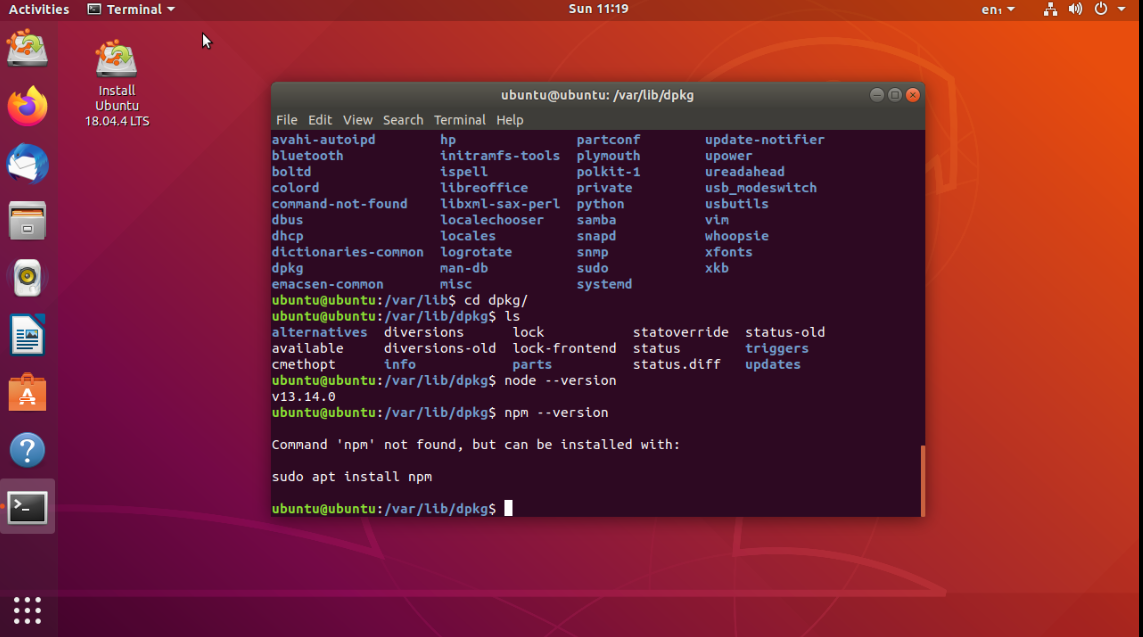 Activities Terminal Sun 11:19 en₁
Install
Ubuntu
18.04.4 LTS
ubuntu@ubuntu: /var/lib/dpkg
File Edit View Search Terminal Help
avahi-autoipd hp partconf update-notifier
bluetooth initramfs-tools plymouth upower
boltd ispell polkit-1 ureadahead
colord libreoffice private usb_modeswitch
command-not-found libxml-sax-perl python usbutils
dbus localechooser samba vim
dhcp locales snapd whoopsie
dictionaries-common logrotate snmp xfonts
dpkg man-db sudo xkb
emacsen-common misc systemd
ubuntu@ubuntu:/var/lib$ cd dpkg/
ubuntu@ubuntu:/var/lib/dpkg$ ls
alternatives diversions lock statoverride status-old
available diversions-old lock-frontend status triggers
cmethopt info parts status.diff updates
ubuntu@ubuntu:/var/lib/dpkg$ node --version
v13.14.0
ubuntu@ubuntu:/var/lib/dpkg$ npm --version
Command 'npm' not found, but can be installed with:
sudo apt install npm
ubuntu@ubuntu:/var/lib/dpkg$